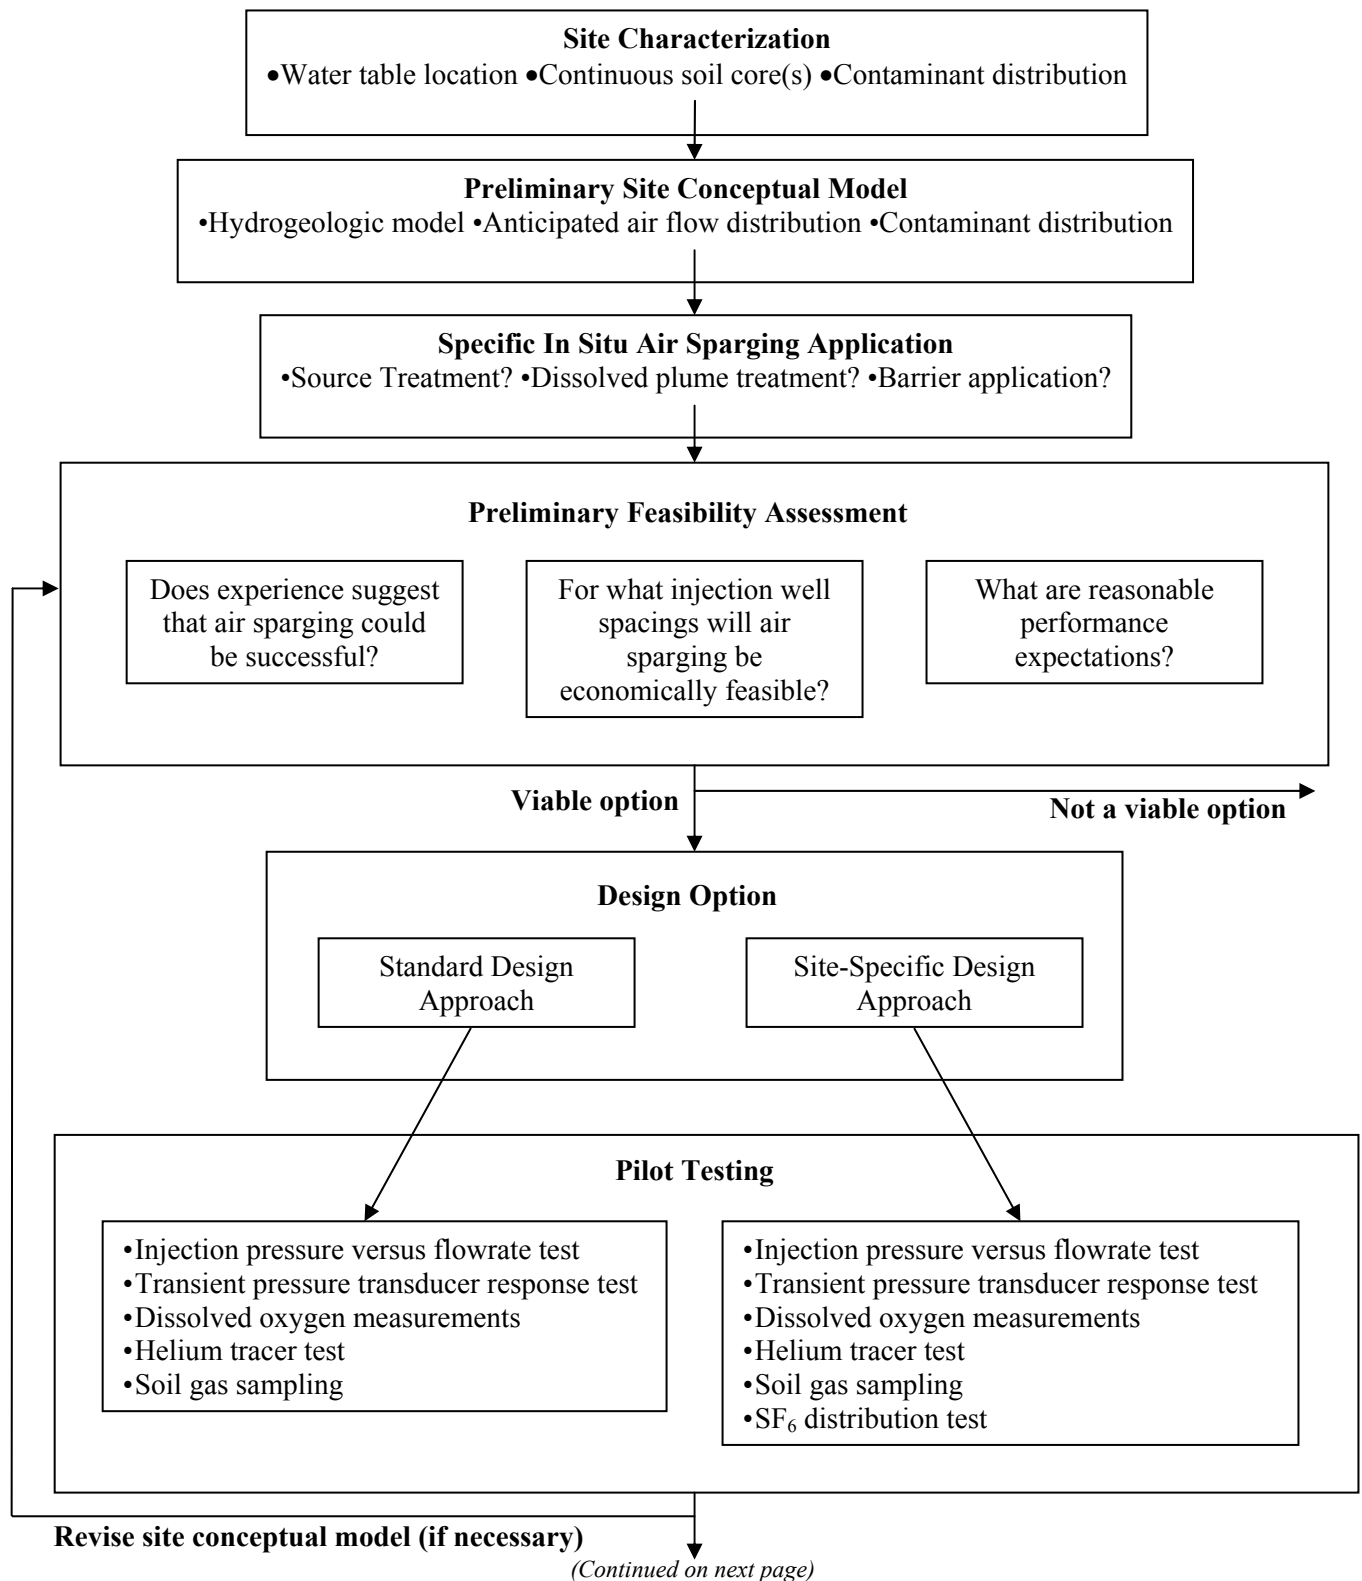 Site Characterization
•Water table location •Continuous soil core(s) •Contaminant distribution
Preliminary Site Conceptual Model
•Hydrogeologic model •Anticipated air flow distribution •Contaminant distribution
Specific In Situ Air Sparging Application
•Source Treatment? •Dissolved plume treatment? •Barrier application?
Preliminary Feasibility Assessment
Does experience suggest
that air sparging could
be successful?
For what injection well
spacings will air
sparging be
economically feasible?
What are reasonable
performance
expectations?
Viable option
Not a viable option
Design Option
Standard Design
Approach
Site-Specific Design
Approach
Pilot Testing
•Injection pressure versus flowrate test
•Transient pressure transducer response test
•Dissolved oxygen measurements
•Helium tracer test
•Soil gas sampling
•Injection pressure versus flowrate test
•Transient pressure transducer response test
•Dissolved oxygen measurements
•Helium tracer test
•Soil gas sampling
•SF₆ distribution test
Revise site conceptual model (if necessary)
(Continued on next page)